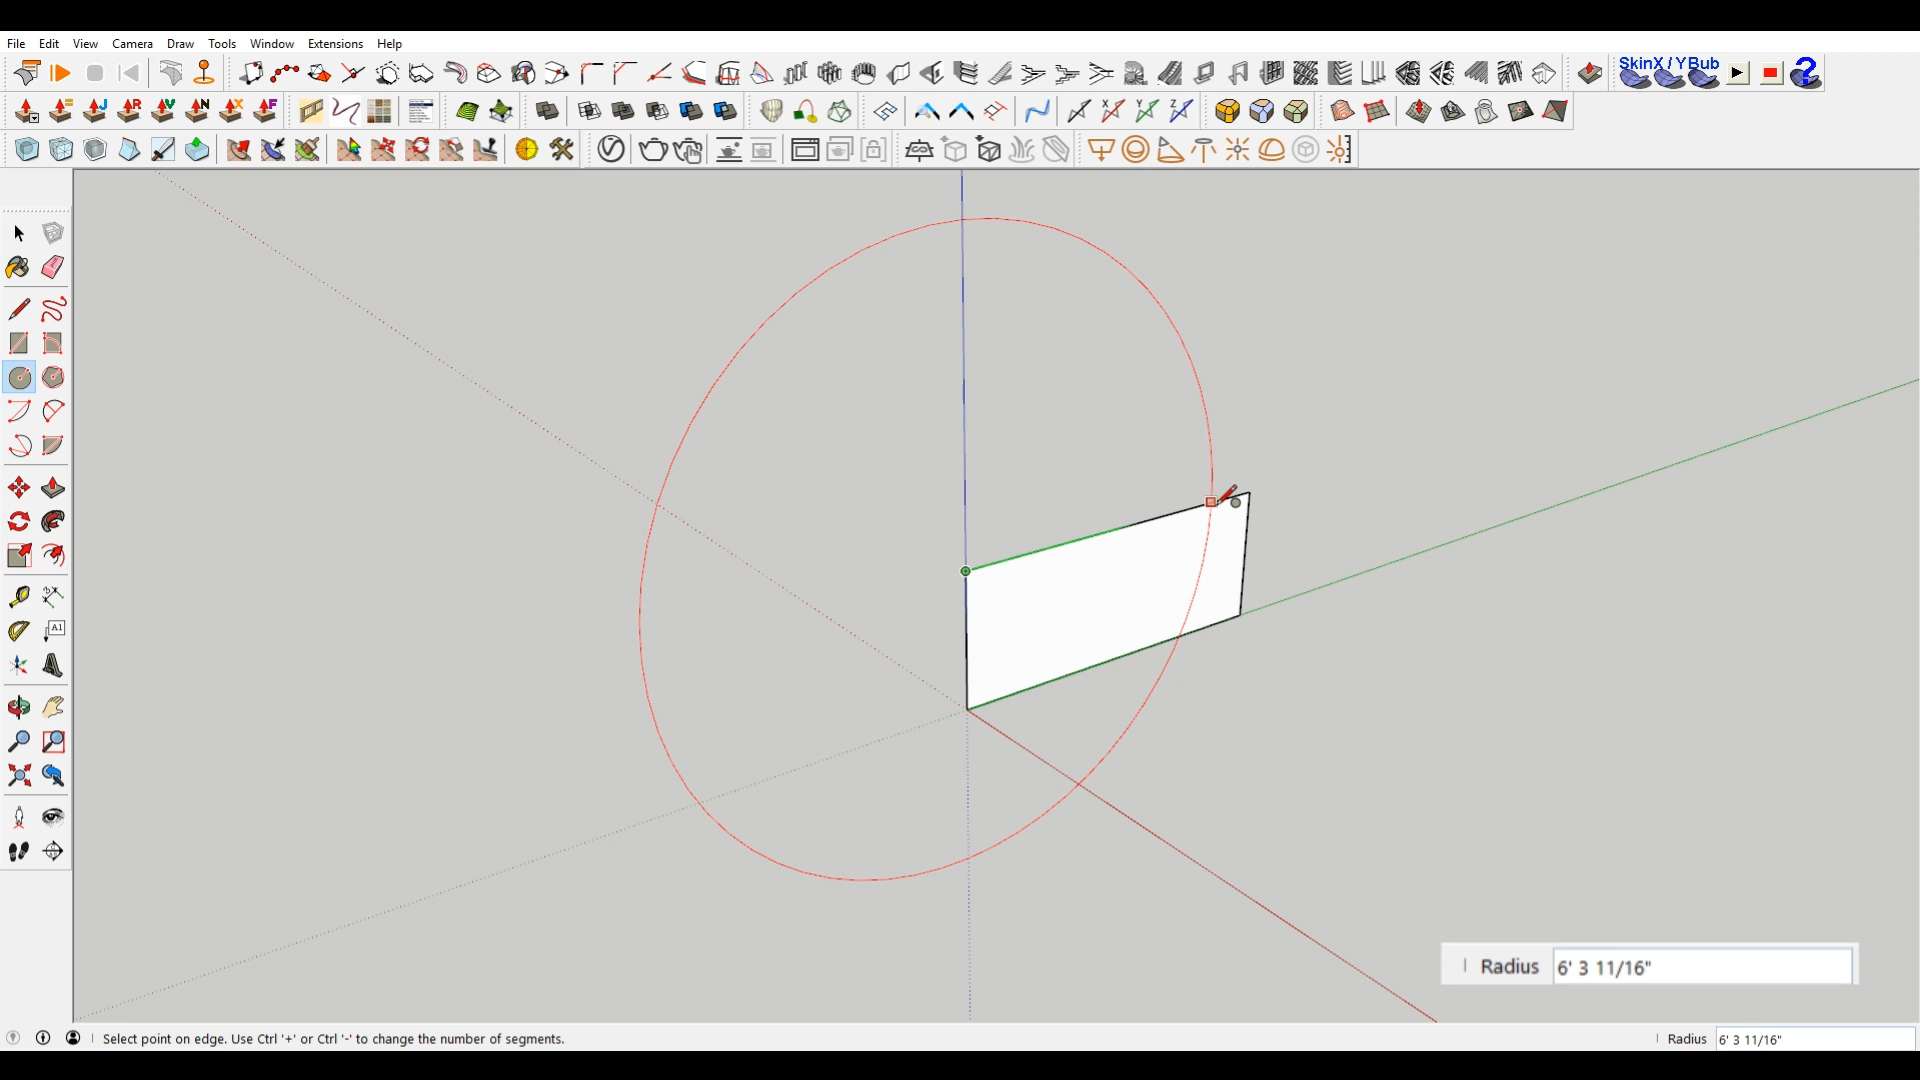 File Edit View Camera Draw Tools Window Extensions Help
SkinX / YBub
?
J R V N X F
X Y Z
A1
Radius 6' 3 11/16"
Select point on edge. Use Ctrl '+' or Ctrl '-' to change the number of segments.
Radius 6' 3 11/16"